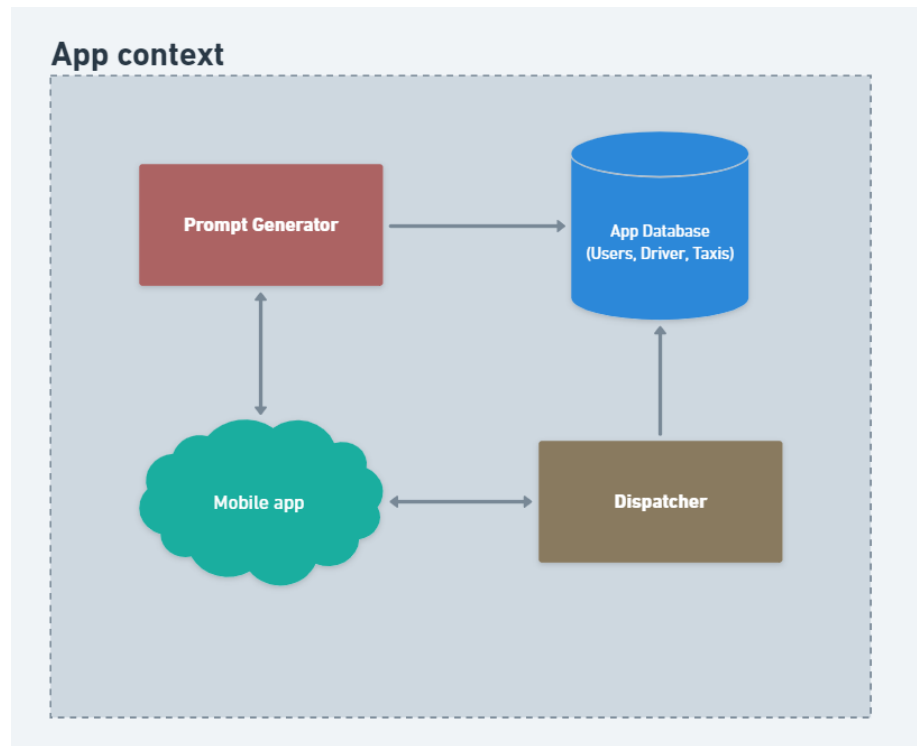 App context
Prompt Generator
App Database
(Users, Driver, Taxis)
Mobile app
Dispatcher